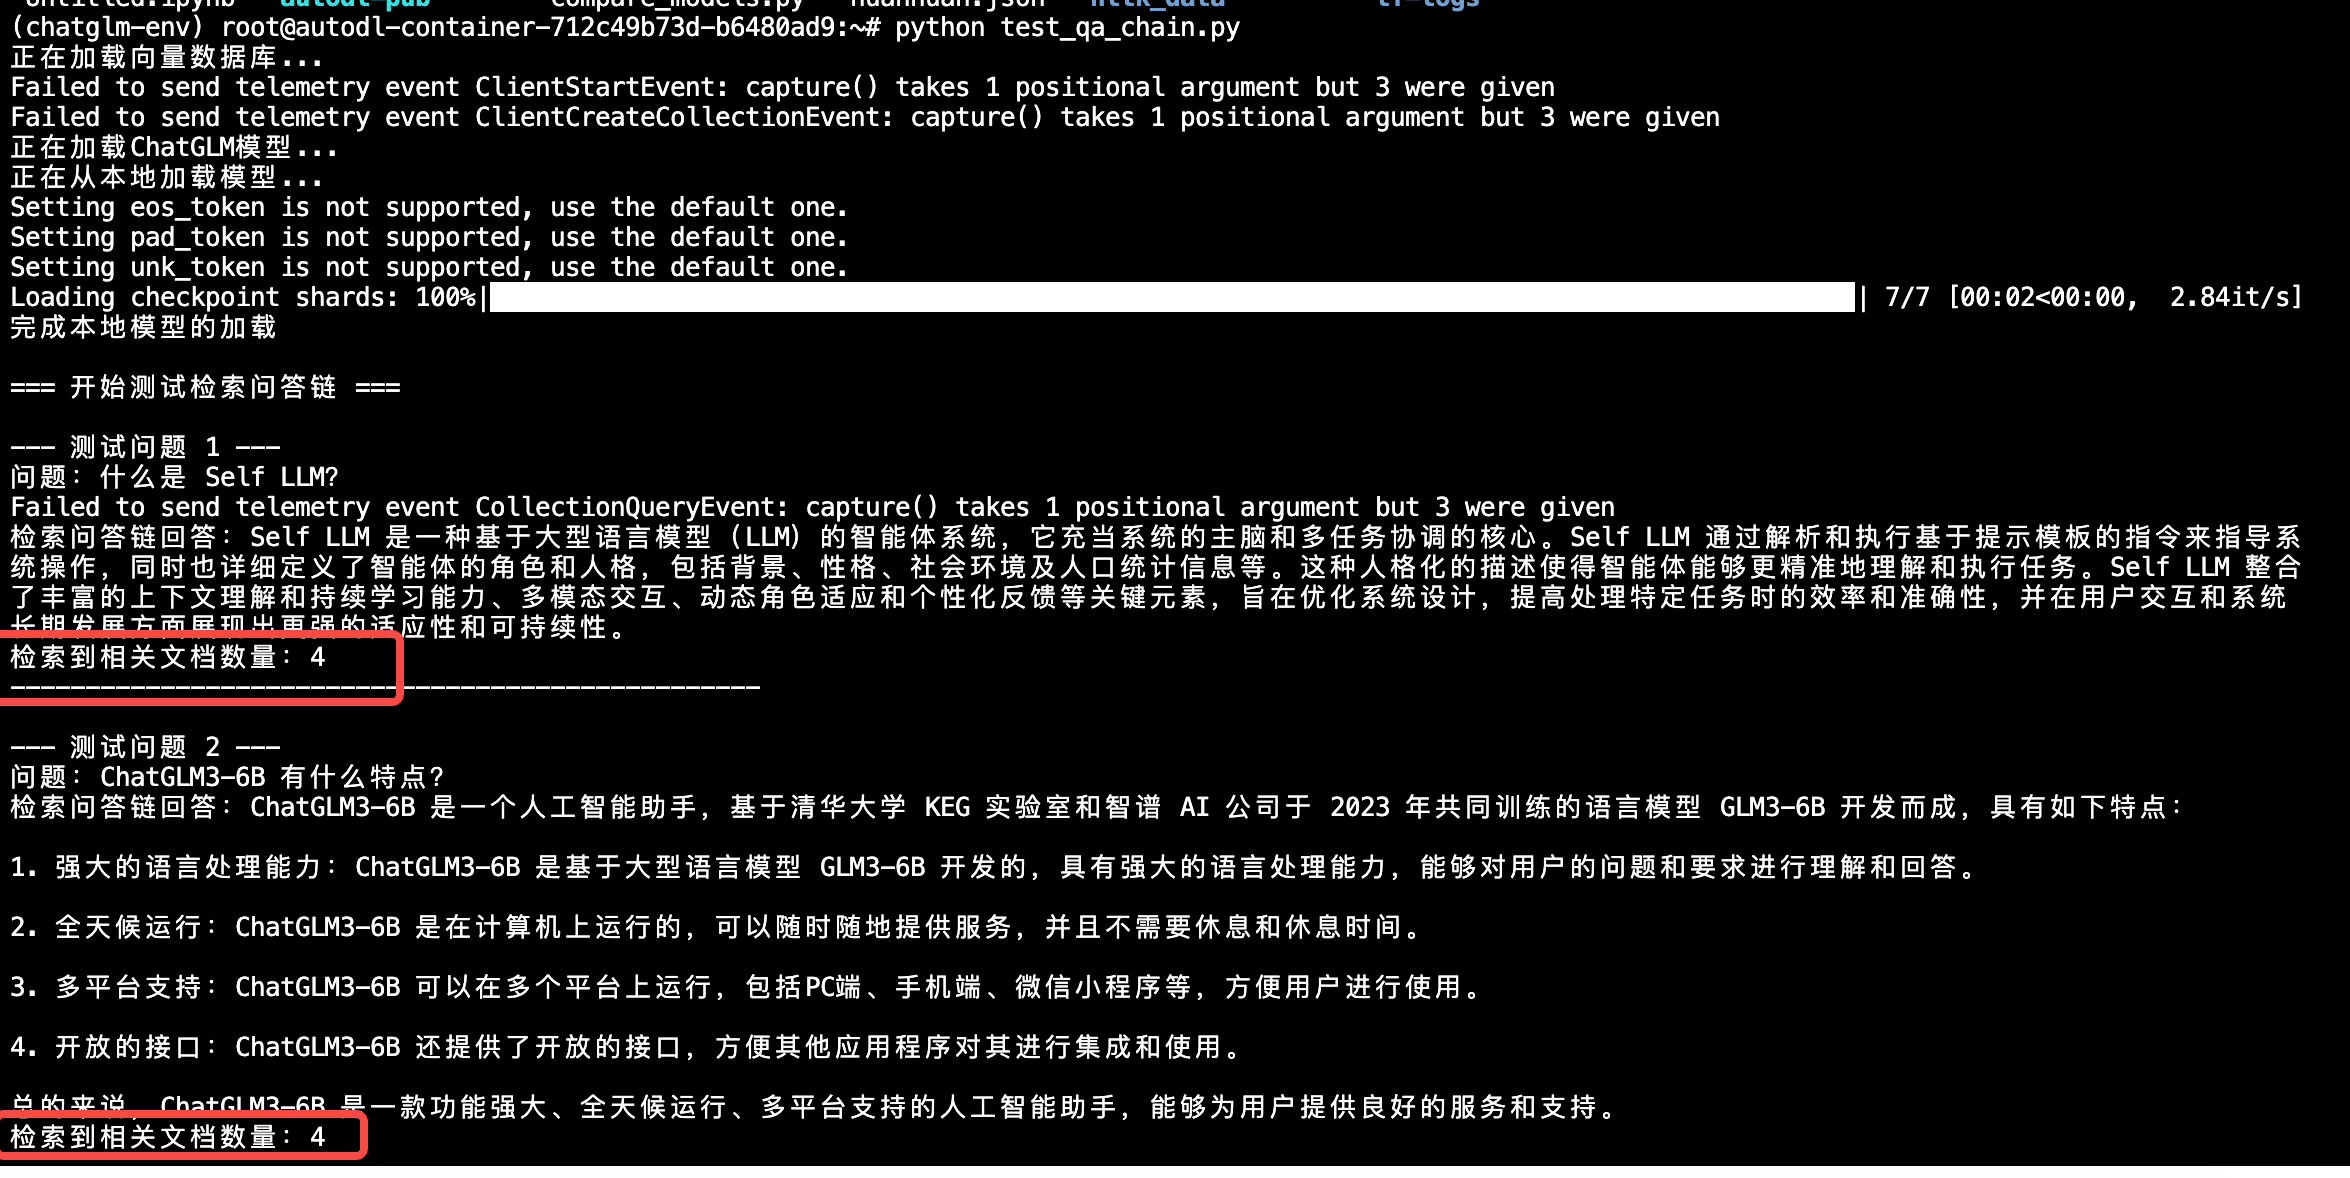 untitled.ipynb autodl-pub compare_models.py huanhuan.json nltk_data tf-logs
(chatglm-env) root@autodl-container-712c49b73d-b6480ad9:~# python test_qa_chain.py
正在加载向量数据库...
Failed to send telemetry event ClientStartEvent: capture() takes 1 positional argument but 3 were given
Failed to send telemetry event ClientCreateCollectionEvent: capture() takes 1 positional argument but 3 were given
正在加载ChatGLM模型...
正在从本地加载模型...
Setting eos_token is not supported, use the default one.
Setting pad_token is not supported, use the default one.
Setting unk_token is not supported, use the default one.
Loading checkpoint shards: 100%| | 7/7 [00:02<00:00, 2.84it/s]
完成本地模型的加载
=== 开始测试检索问答链 ===
--- 测试问题 1 ---
问题：什么是 Self LLM?
Failed to send telemetry event CollectionQueryEvent: capture() takes 1 positional argument but 3 were given
检索问答链回答：Self LLM 是一种基于大型语言模型（LLM）的智能体系统，它充当系统的主脑和多任务协调的核心。Self LLM 通过解析和执行基于提示模板的指令来指导系
统操作，同时也详细定义了智能体的角色和人格，包括背景、性格、社会环境及人口统计信息等。这种人格化的描述使得智能体能够更精准地理解和执行任务。Self LLM 整合
了丰富的上下文理解和持续学习能力、多模态交互、动态角色适应和个性化反馈等关键元素，旨在优化系统设计，提高处理特定任务时的效率和准确性，并在用户交互和系统
长期发展方面展现出更强的适应性和可持续性。
检索到相关文档数量：4
--------------------------------------------------
--- 测试问题 2 ---
问题：ChatGLM3-6B 有什么特点?
检索问答链回答：ChatGLM3-6B 是一个人工智能助手，基于清华大学 KEG 实验室和智谱 AI 公司于 2023 年共同训练的语言模型 GLM3-6B 开发而成，具有如下特点：
1. 强大的语言处理能力：ChatGLM3-6B 是基于大型语言模型 GLM3-6B 开发的，具有强大的语言处理能力，能够对用户的问题和要求进行理解和回答。
2. 全天候运行：ChatGLM3-6B 是在计算机上运行的，可以随时随地提供服务，并且不需要休息和休息时间。
3. 多平台支持：ChatGLM3-6B 可以在多个平台上运行，包括PC端、手机端、微信小程序等，方便用户进行使用。
4. 开放的接口：ChatGLM3-6B 还提供了开放的接口，方便其他应用程序对其进行集成和使用。
总的来说，ChatGLM3-6B 是一款功能强大、全天候运行、多平台支持的人工智能助手，能够为用户提供良好的服务和支持。
检索到相关文档数量：4